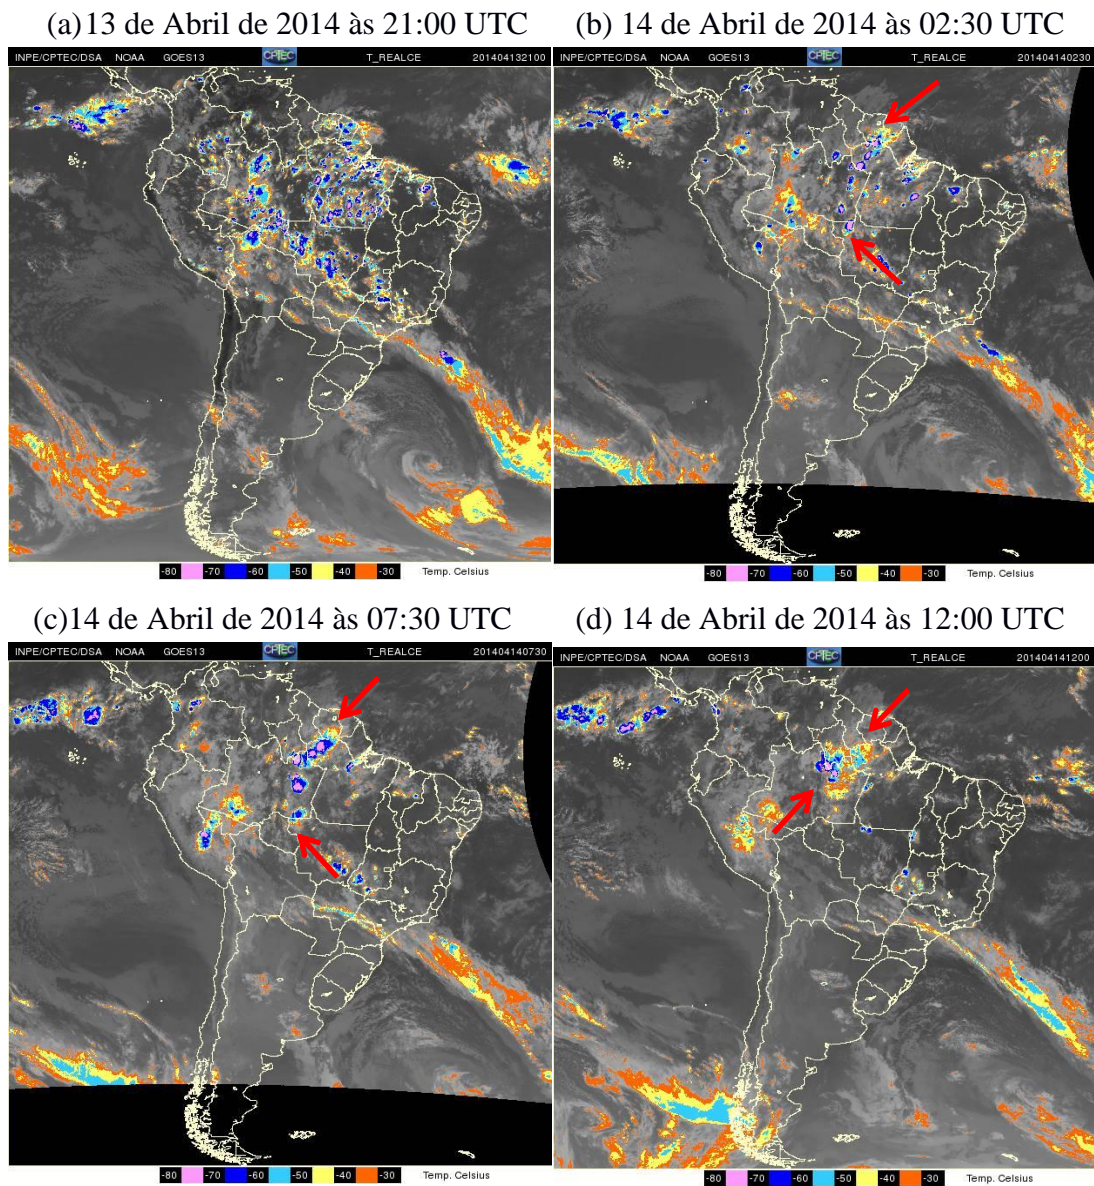 (a)13 de Abril de 2014 às 21:00 UTC
(b) 14 de Abril de 2014 às 02:30 UTC
INPE/CPTEC/DSA NOAA GOES13 CPTEC T_REALCE 201404132100
INPE/CPTEC/DSA NOAA GOES13 CPTEC T_REALCE 201404140230
-80 -70 -60 -50 -40 -30 Temp. Celsius
-80 -70 -60 -50 -40 -30 Temp. Celsius
(c)14 de Abril de 2014 às 07:30 UTC
(d) 14 de Abril de 2014 às 12:00 UTC
INPE/CPTEC/DSA NOAA GOES13 CPTEC T_REALCE 201404140730
INPE/CPTEC/DSA NOAA GOES13 CPTEC T_REALCE 201404141200
-80 -70 -60 -50 -40 -30 Temp. Celsius
-80 -70 -60 -50 -40 -30 Temp. Celsius